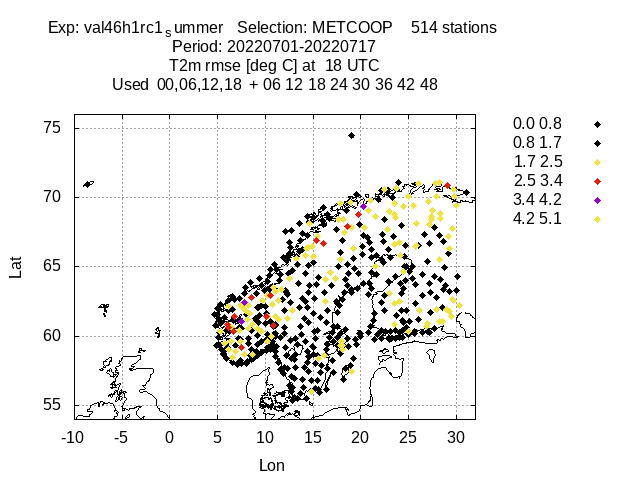 Exp: val46h1rc1summer Selection: METCOOP 514 stations
Period: 20220701-20220717
T2m rmse [deg C] at 18 UTC
Used 00,06,12,18 + 06 12 18 24 30 36 42 48
0.0 0.8
0.8 1.7
1.7 2.5
2.5 3.4
3.4 4.2
4.2 5.1
75
70
65
60
55
Lat
-10 -5 0 5 10 15 20 25 30
Lon